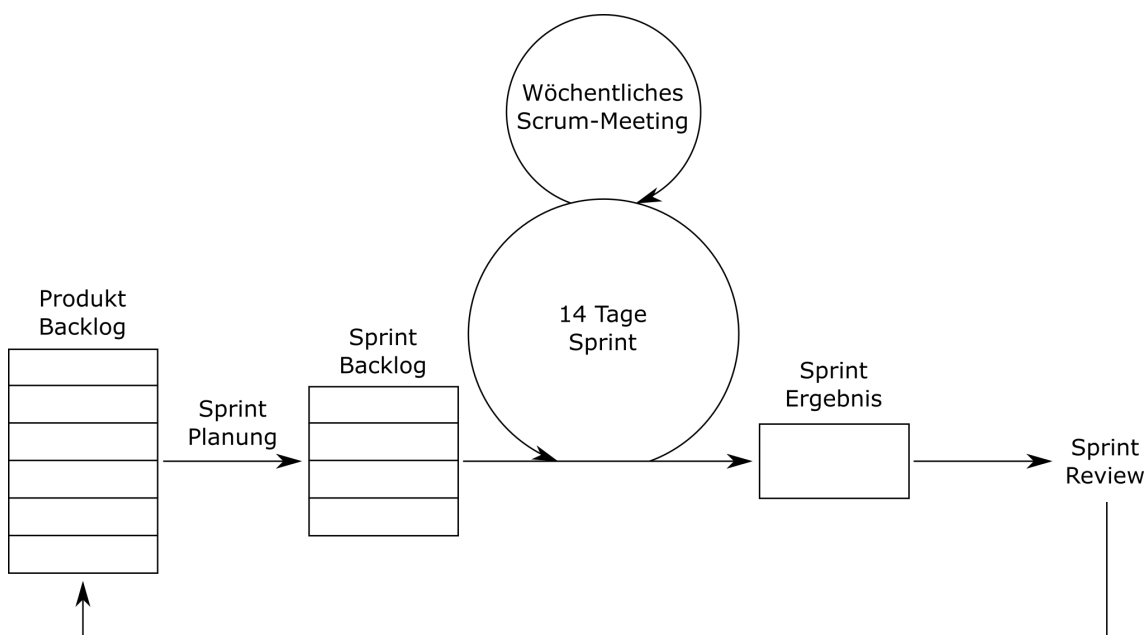 Wöchentliches
Scrum-Meeting
14 Tage
Sprint
Produkt
Backlog
Sprint
Planung
Sprint
Backlog
Sprint
Ergebnis
Sprint
Review